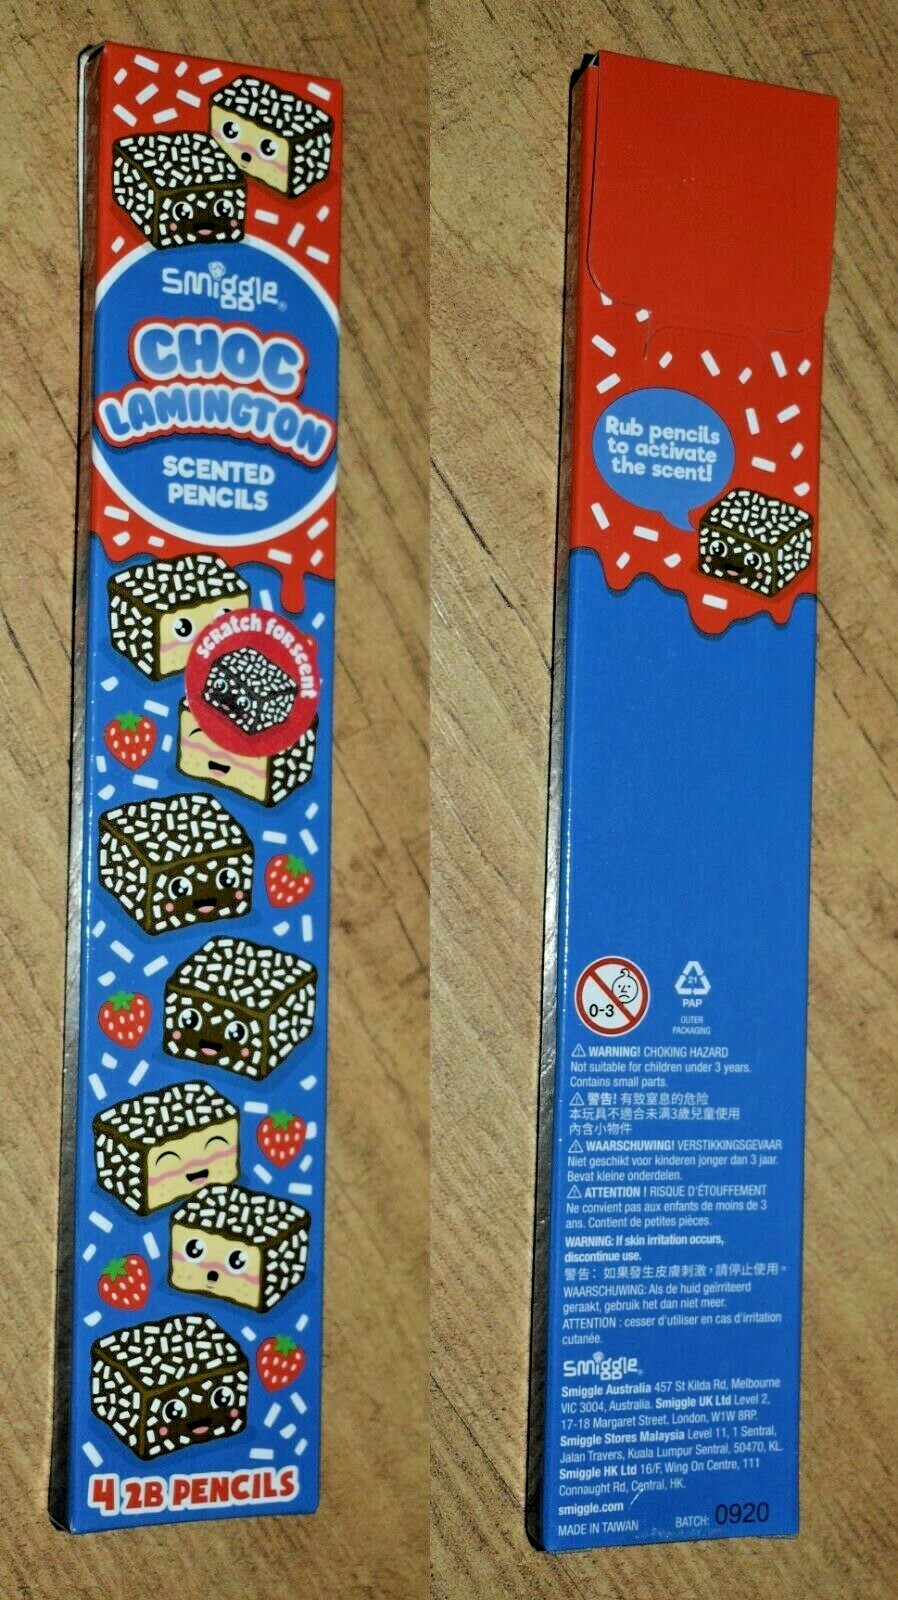 Smiggle®
CHOC
LAMINGTON
SCENTED
PENCILS
scratch for scent
4 2B PENCILS
Rub pencils
to activate
the scent!
0-3
21
PAP
OUTER
PACKAGING
⚠ WARNING! CHOKING HAZARD
Not suitable for children under 3 years.
Contains small parts.
⚠ 警告! 有致窒息的危险
本玩具不適合未满3歲兒童使用
內含小物件
⚠ WAARSCHUWING! VERSTIKKINGSGEVAAR
Niet geschikt voor kinderen jonger dan 3 jaar.
Bevat kleine onderdelen.
⚠ ATTENTION ! RISQUE D'ÉTOUFFEMENT
Ne convient pas aux enfants de moins de 3
ans. Contient de petites pièces.
WARNING: If skin irritation occurs,
discontinue use.
警告：如果發生皮膚刺激，請停止使用。
WAARSCHUWING: Als de huid geïrriteerd
geraakt, gebruik het dan niet meer.
ATTENTION : cesser d'utiliser en cas d'irritation
cutanée.
Smiggle®
Smiggle Australia 457 St Kilda Rd, Melbourne
VIC 3004, Australia. Smiggle UK Ltd Level 2,
17-18 Margaret Street, London, W1W 8RP.
Smiggle Stores Malaysia Level 11, 1 Sentral,
Jalan Travers, Kuala Lumpur Sentral, 50470, KL.
Smiggle HK Ltd 16/F, Wing On Centre, 111
Connaught Rd, Central, HK.
smiggle.com
MADE IN TAIWAN BATCH: 0920